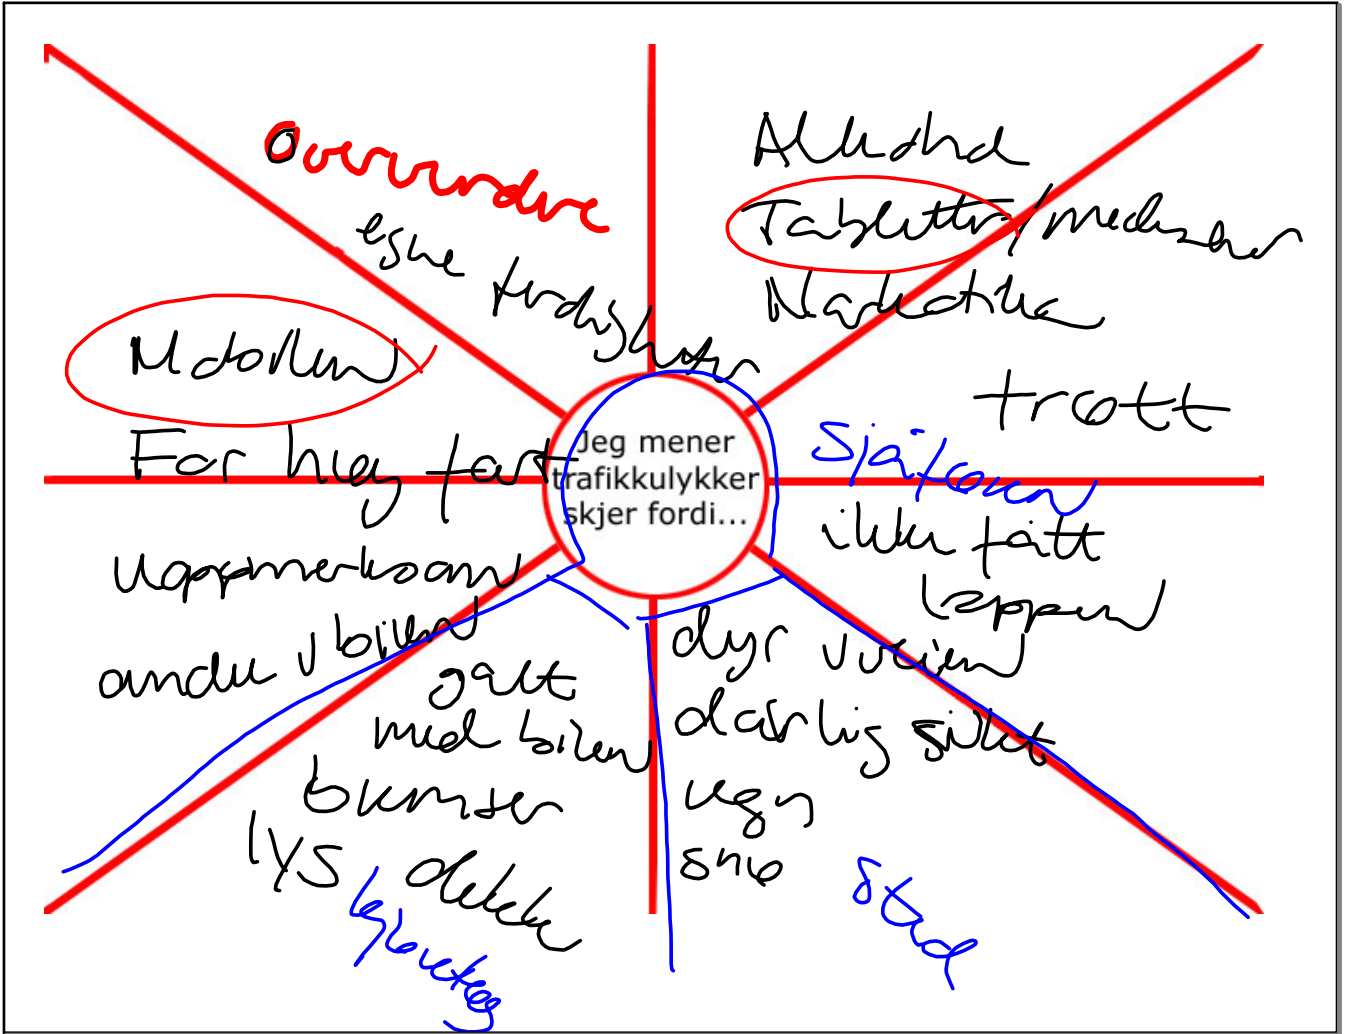 Overvurdere
egne ferdigheter
Alkohol
Tabletter/medisiner
Narkotika
Mobilen
For høy fart
trøtt
Sjåføren
ikke fått
lappen
Jeg mener
trafikkulykker
skjer fordi...
Uoppmerksom
andre i bilen
galt
med bilen
bremser
lys dekk
kjøretøy
dyr i veien
dårlig sikt
regn
snø
sted